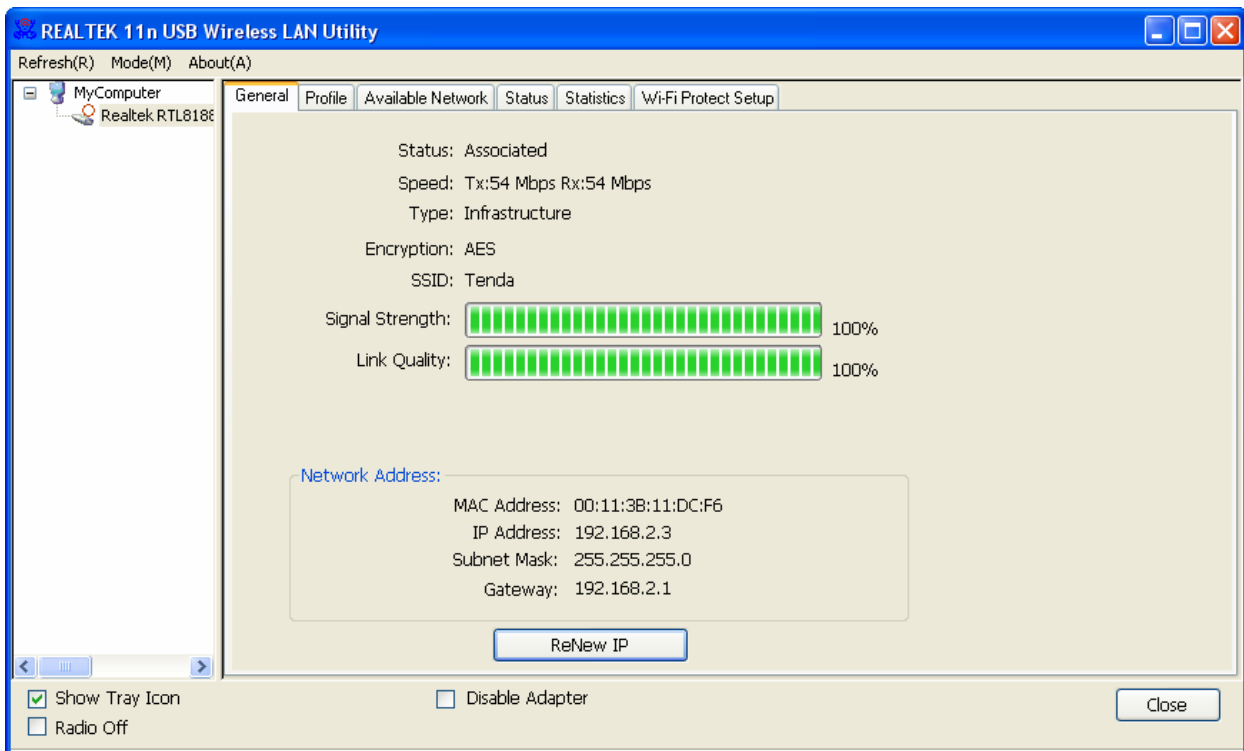 REALTEK 11n USB Wireless LAN Utility
Refresh(R) Mode(M) About(A)
MyComputer
Realtek RTL8188
General Profile Available Network Status Statistics Wi-Fi Protect Setup
Status: Associated
Speed: Tx:54 Mbps Rx:54 Mbps
Type: Infrastructure
Encryption: AES
SSID: Tenda
Signal Strength: 100%
Link Quality: 100%
Network Address:
MAC Address: 00:11:3B:11:DC:F6
IP Address: 192.168.2.3
Subnet Mask: 255.255.255.0
Gateway: 192.168.2.1
ReNew IP
Show Tray Icon
Radio Off
Disable Adapter
Close